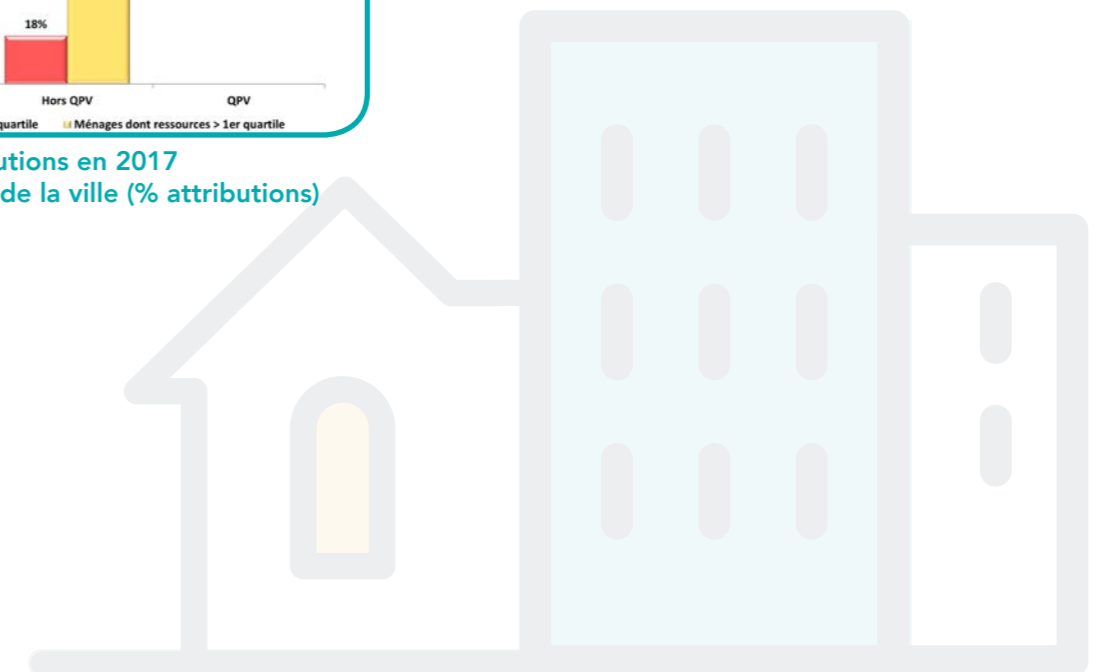 18%
Hors QPV QPV
quartile Ménages dont ressources > 1er quartile
utions en 2017
de la ville (% attributions)